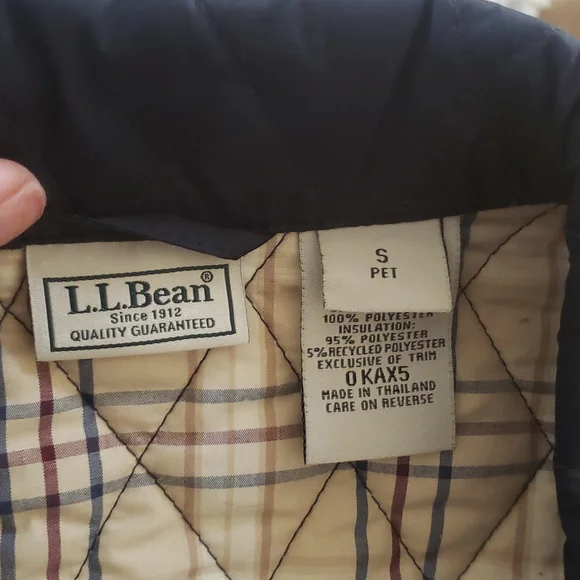 L.L.Bean®
Since 1912
QUALITY GUARANTEED
S
PET
100% POLYESTER
INSULATION:
95% POLYESTER
5% RECYCLED POLYESTER
EXCLUSIVE OF TRIM
0KAX5
MADE IN THAILAND
CARE ON REVERSE